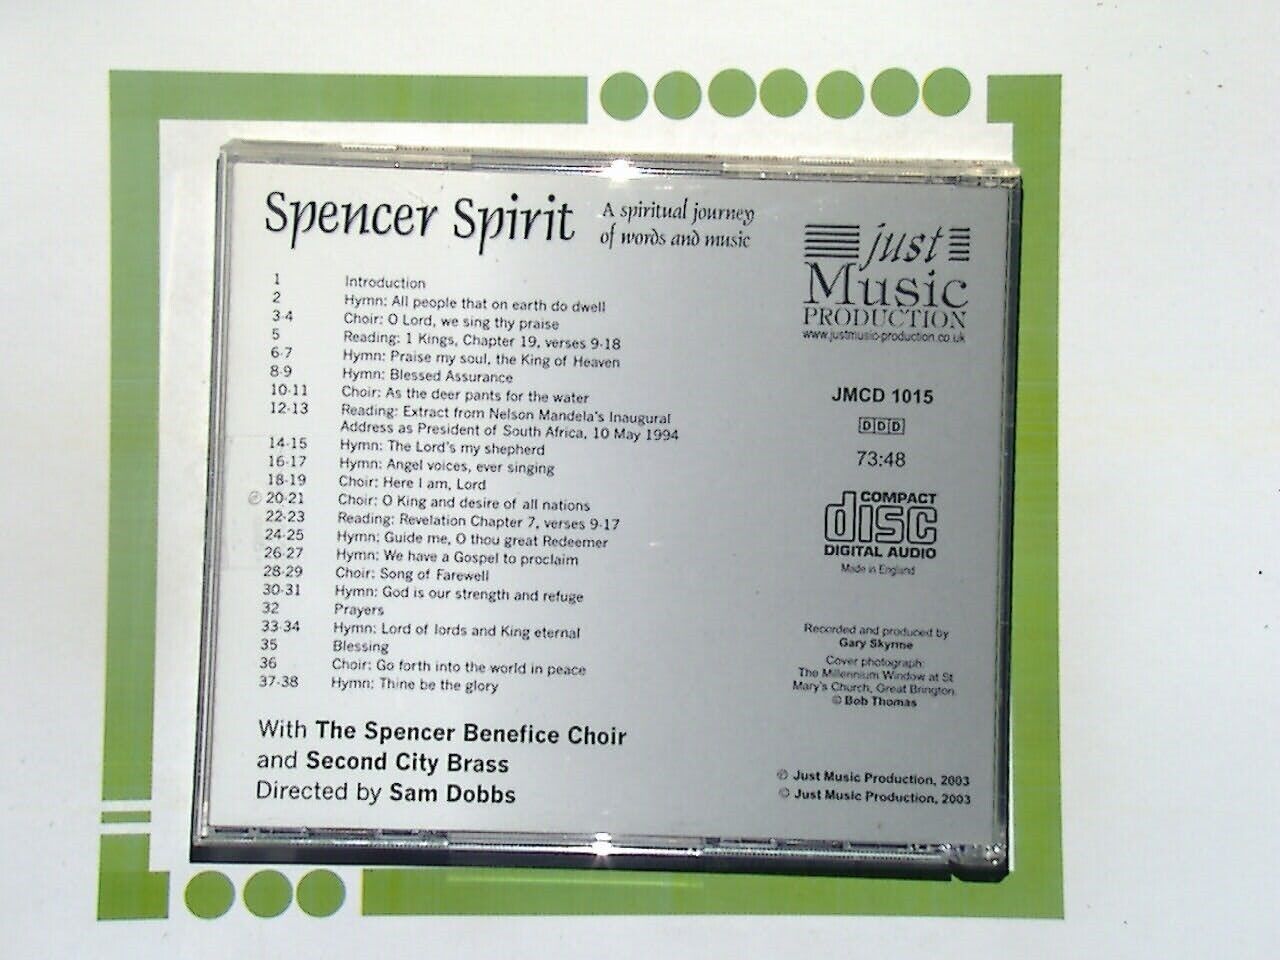 Spencer Spirit
A spiritual journey
of words and music
1 Introduction
2 Hymn: All people that on earth do dwell
3-4 Choir: O Lord, we sing thy praise
5 Reading: 1 Kings, Chapter 19, verses 9-18
6-7 Hymn: Praise my soul, the King of Heaven
8-9 Hymn: Blessed Assurance
10-11 Choir: As the deer pants for the water
12-13 Reading: Extract from Nelson Mandela's Inaugural
Address as President of South Africa, 10 May 1994
14-15 Hymn: The Lord's my shepherd
16-17 Hymn: Angel voices, ever singing
18-19 Choir: Here I am, Lord
20-21 Choir: O King and desire of all nations
22-23 Reading: Revelation Chapter 7, verses 9-17
24-25 Hymn: Guide me, O thou great Redeemer
26-27 Hymn: We have a Gospel to proclaim
28-29 Choir: Song of Farewell
30-31 Hymn: God is our strength and refuge
32 Prayers
33-34 Hymn: Lord of lords and King eternal
35 Blessing
36 Choir: Go forth into the world in peace
37-38 Hymn: Thine be the glory
With The Spencer Benefice Choir
and Second City Brass
Directed by Sam Dobbs
just
Music
PRODUCTION
www.justmusic-production.co.uk
JMCD 1015
DDD
73:48
COMPACT
disc
DIGITAL AUDIO
Made in England
Recorded and produced by
Gary Skyrme
Cover photograph:
The Millennium Window at St
Mary's Church, Great Brington.
© Bob Thomas
℗ Just Music Production, 2003
© Just Music Production, 2003